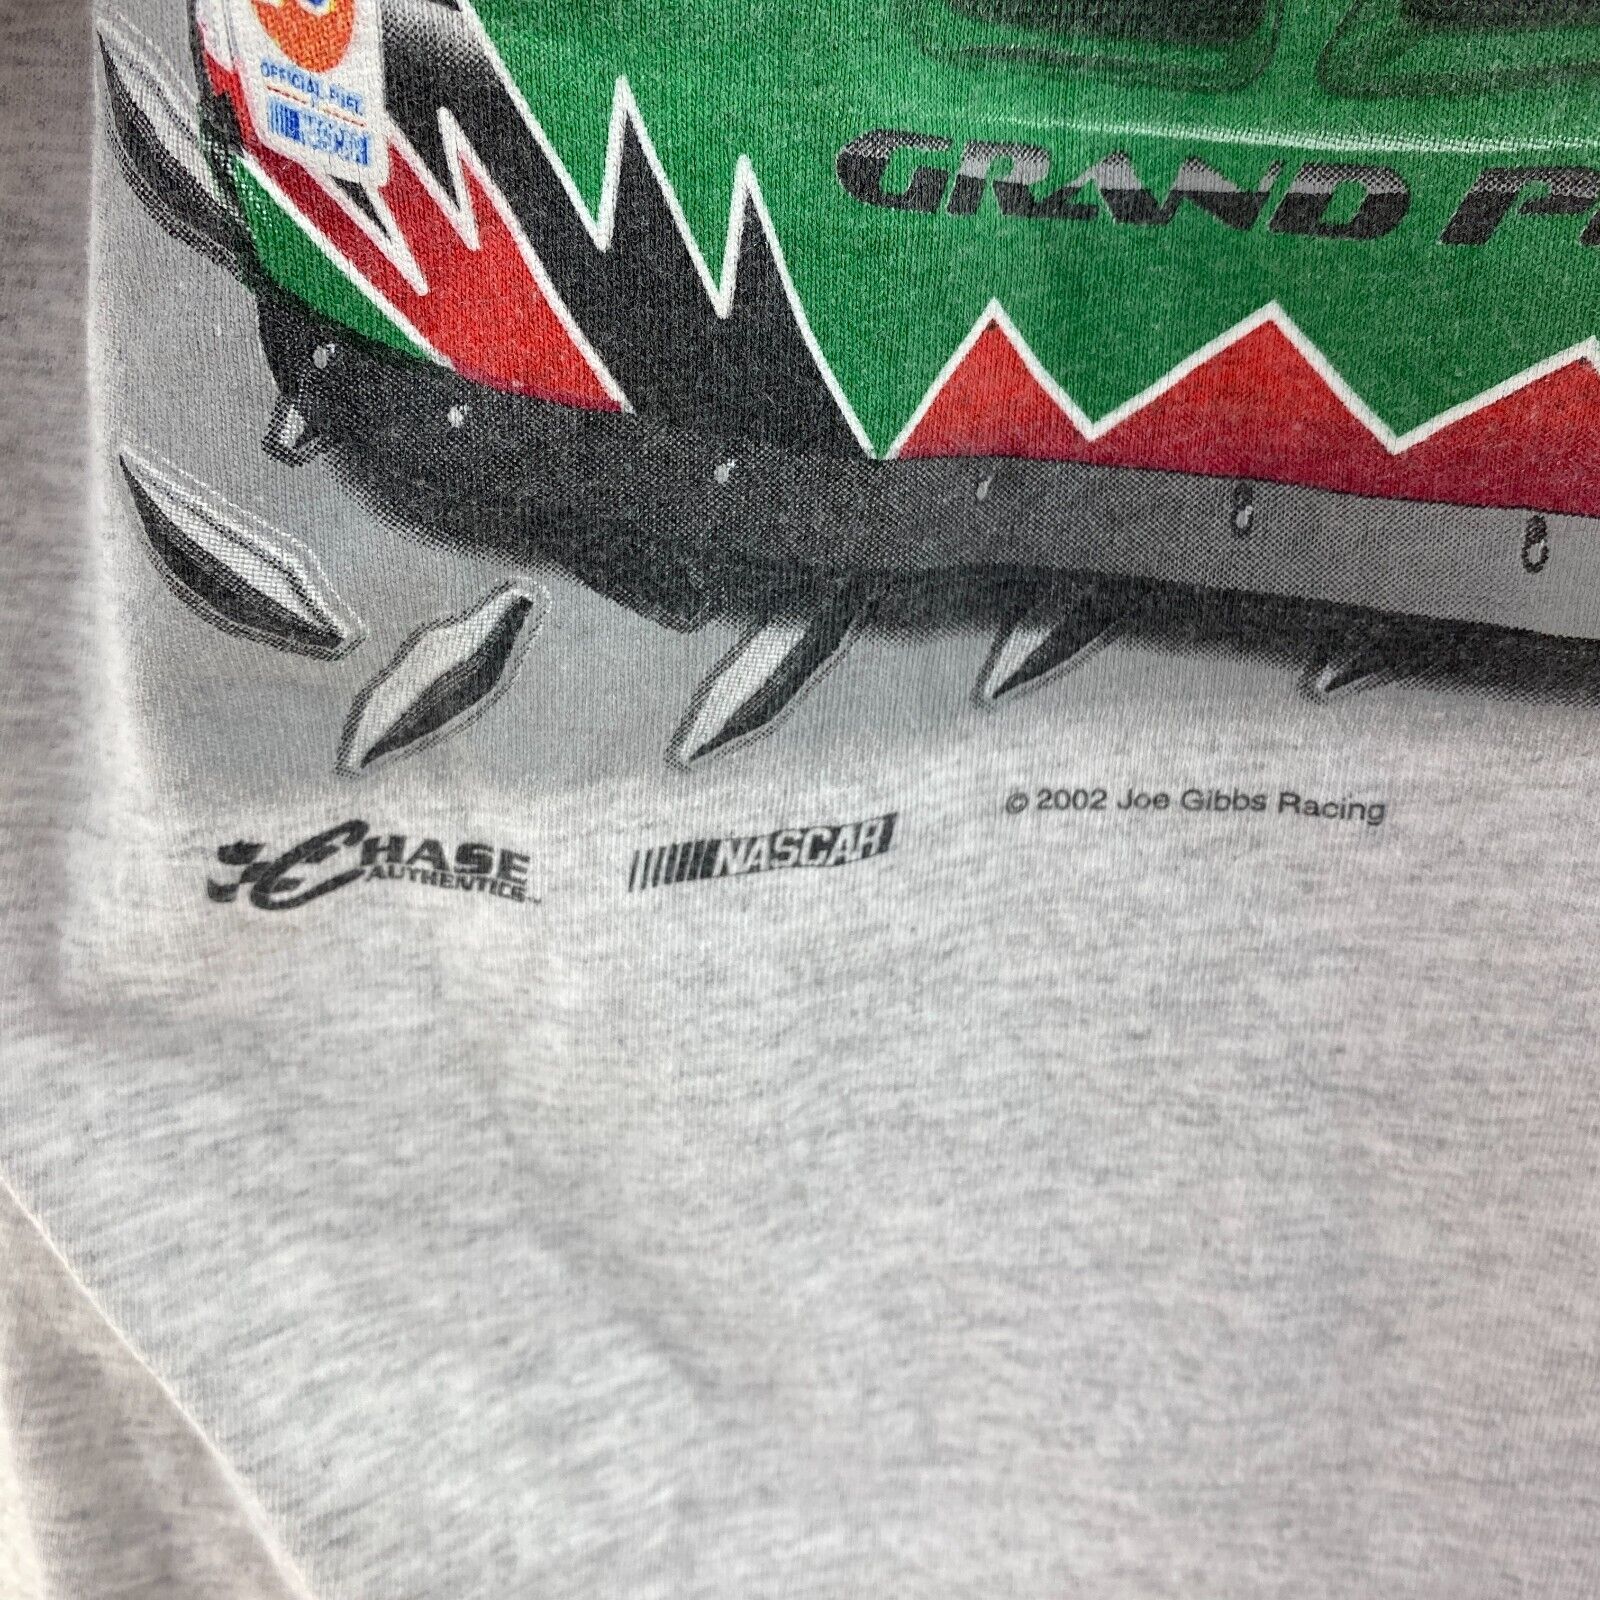 OFFICIAL FUEL
GRAND P
© 2002 Joe Gibbs Racing
CHASE
AUTHENTICS
NASCAR